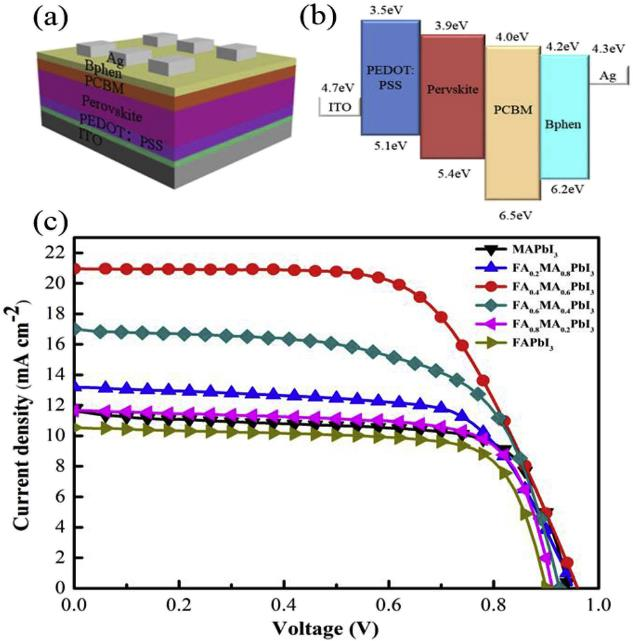 (a)
Ag
Bphen
PCBM
Perovskite
PEDOT: PSS
ITO
(b)
3.5eV
3.9eV
4.0eV
4.2eV
4.3eV
4.7eV
ITO
PEDOT:
PSS
Pervskite
PCBM
Bphen
Ag
5.1eV
5.4eV
6.5eV
6.2eV
(c)
Current density (mA cm⁻²)
22
20
18
16
14
12
10
8
6
4
2
0
MAPbI₃
FA₀.₂MA₀.₈PbI₃
FA₀.₄MA₀.₆PbI₃
FA₀.₆MA₀.₄PbI₃
FA₀.₈MA₀.₂PbI₃
FAPbI₃
0.0 0.2 0.4 0.6 0.8 1.0
Voltage (V)